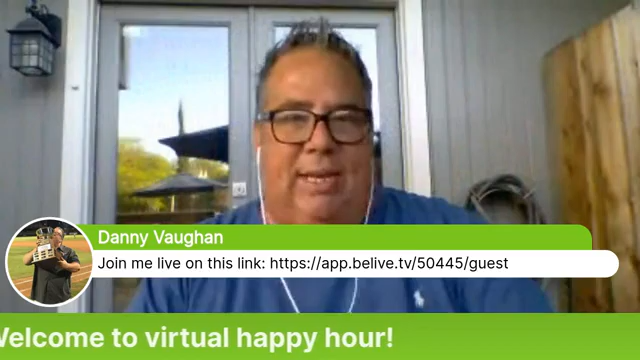 Danny Vaughan
Join me live on this link: https://app.belive.tv/50445/guest
Welcome to virtual happy hour!